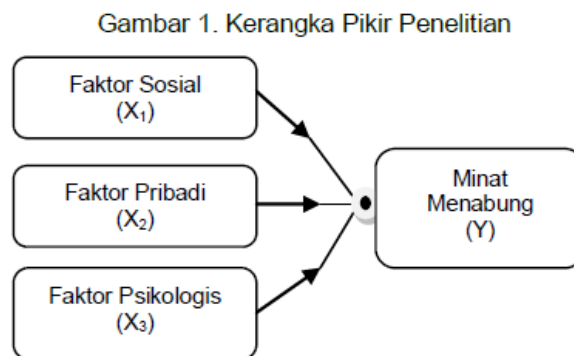 Gambar 1. Kerangka Pikir Penelitian
Faktor Sosial
(X₁)
Faktor Pribadi
(X₂)
Faktor Psikologis
(X₃)
Minat
Menabung
(Y)